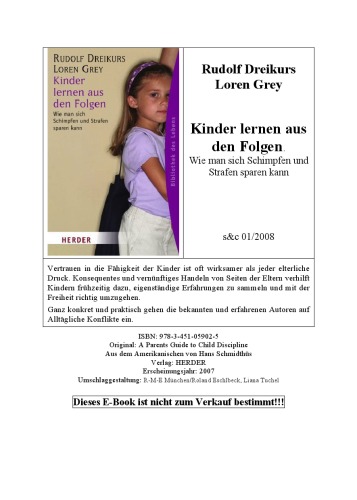 RUDOLF DREIKURS
LOREN GREY
Kinder
lernen aus
den Folgen
Wie man sich
Schimpfen und Strafen
sparen kann
Bibliothek des Lebens
HERDER
Rudolf Dreikurs
Loren Grey
Kinder lernen aus
den Folgen.
Wie man sich Schimpfen und
Strafen sparen kann
s&c 01/2008
Vertrauen in die Fähigkeit der Kinder ist oft wirksamer als jeder elterliche
Druck. Konsequentes und vernünftiges Handeln von Seiten der Eltern verhilft
Kindern frühzeitig dazu, eigenständige Erfahrungen zu sammeln und mit der
Freiheit richtig umzugehen.
Ganz konkret und praktisch gehen die bekannten und erfahrenen Autoren auf
Alltägliche Konflikte ein.
ISBN: 978-3-451-05902-5
Original: A Parents Guide to Child Discipline
Aus dem Amerikanischen von Hans Schmidthüs
Verlag: HERDER
Erscheinungsjahr: 2007
Umschlaggestaltung: R-M-E München/Roland Eschlbeck, Liana Tuchel
Dieses E-Book ist nicht zum Verkauf bestimmt!!!